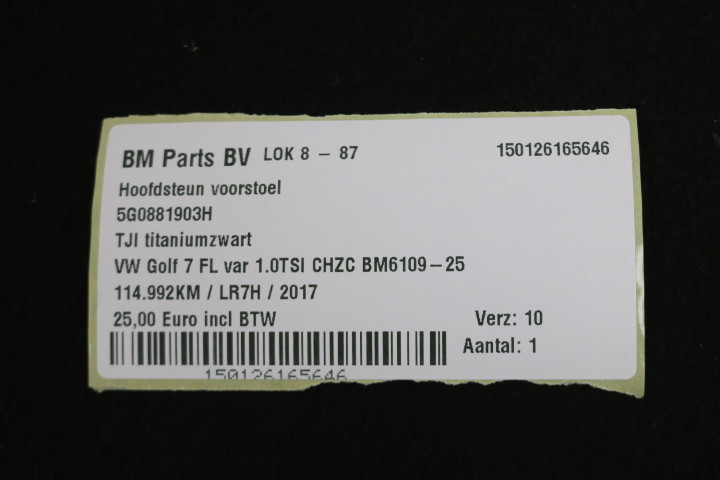 BM Parts BV LOK 8 - 87 150126165646
Hoofdsteun voorstoel
5G0881903H
TJI titaniumzwart
VW Golf 7 FL var 1.0TSI CHZC BM6109-25
114.992KM / LR7H / 2017
25,00 Euro incl BTW Verz: 10
Aantal: 1
150126165646